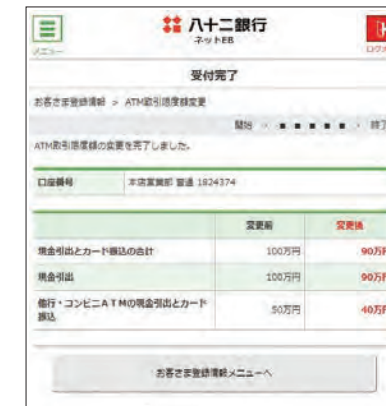 八十二銀行
ネットEB
メニュー
受付完了
お客さま登録情報 > ATM取引限度額変更
開始 ・ ■ ■ ■ ■ ■ ・ 終了
ATM取引限度額の変更を完了しました。
口座番号 本店営業部 普通 1824374
変更前 変更後
現金引出とカード振込の合計 100万円 90万円
現金引出 100万円 90万円
他行・コンビニATMの現金引出とカード
振込 50万円 40万円
お客さま登録情報メニューへ